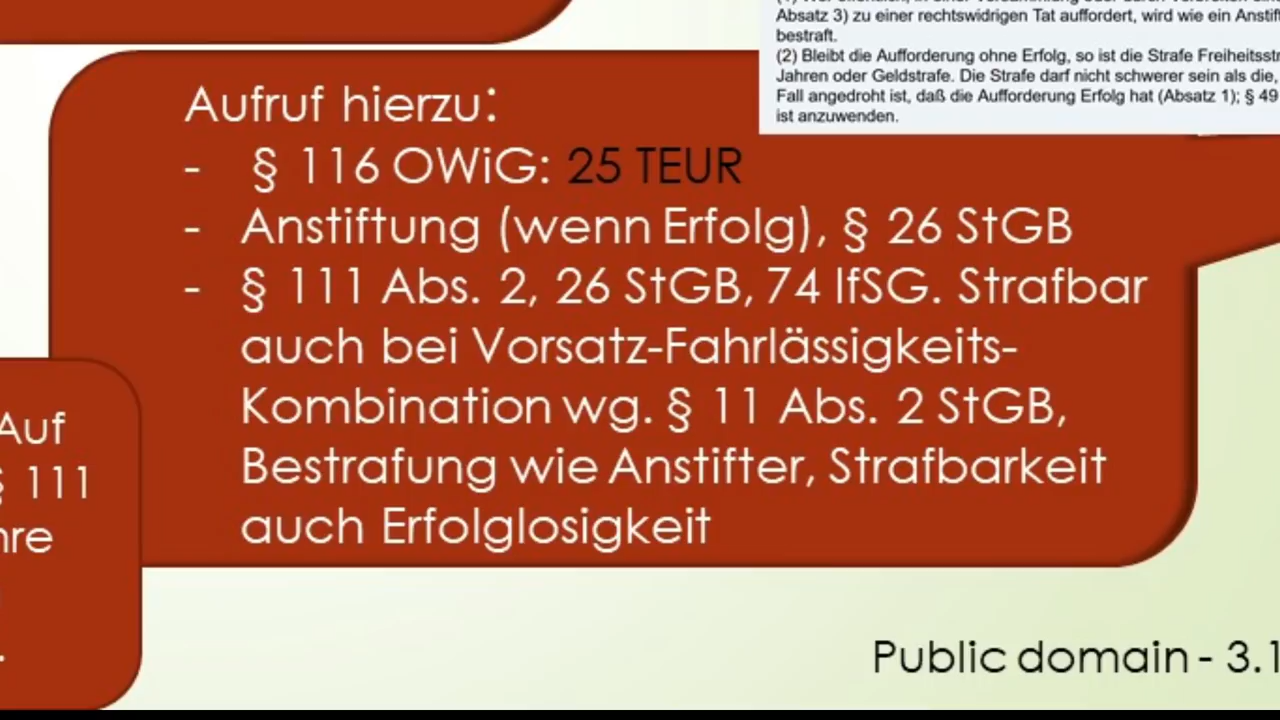 Absatz 3) zu einer rechtswidrigen Tat auffordert, wird wie ein
bestraft.
(2) Bleibt die Aufforderung ohne Erfolg, so ist die Strafe
Jahren oder Geldstrafe. Die Strafe darf nicht schwerer sein als die,
Fall angedroht ist, daß die Aufforderung Erfolg hat (Absatz 1); § 49
ist anzuwenden.
Aufruf hierzu:
- § 116 OWiG: 25 TEUR
- Anstiftung (wenn Erfolg), § 26 StGB
- § 111 Abs. 2, 26 StGB, 74 IfSG. Strafbar
auch bei Vorsatz-Fahrlässigkeits-
Kombination wg. § 11 Abs. 2 StGB,
Bestrafung wie Anstifter, Strafbarkeit
auch Erfolglosigkeit
Auf
§ 111
Public domain - 3.1